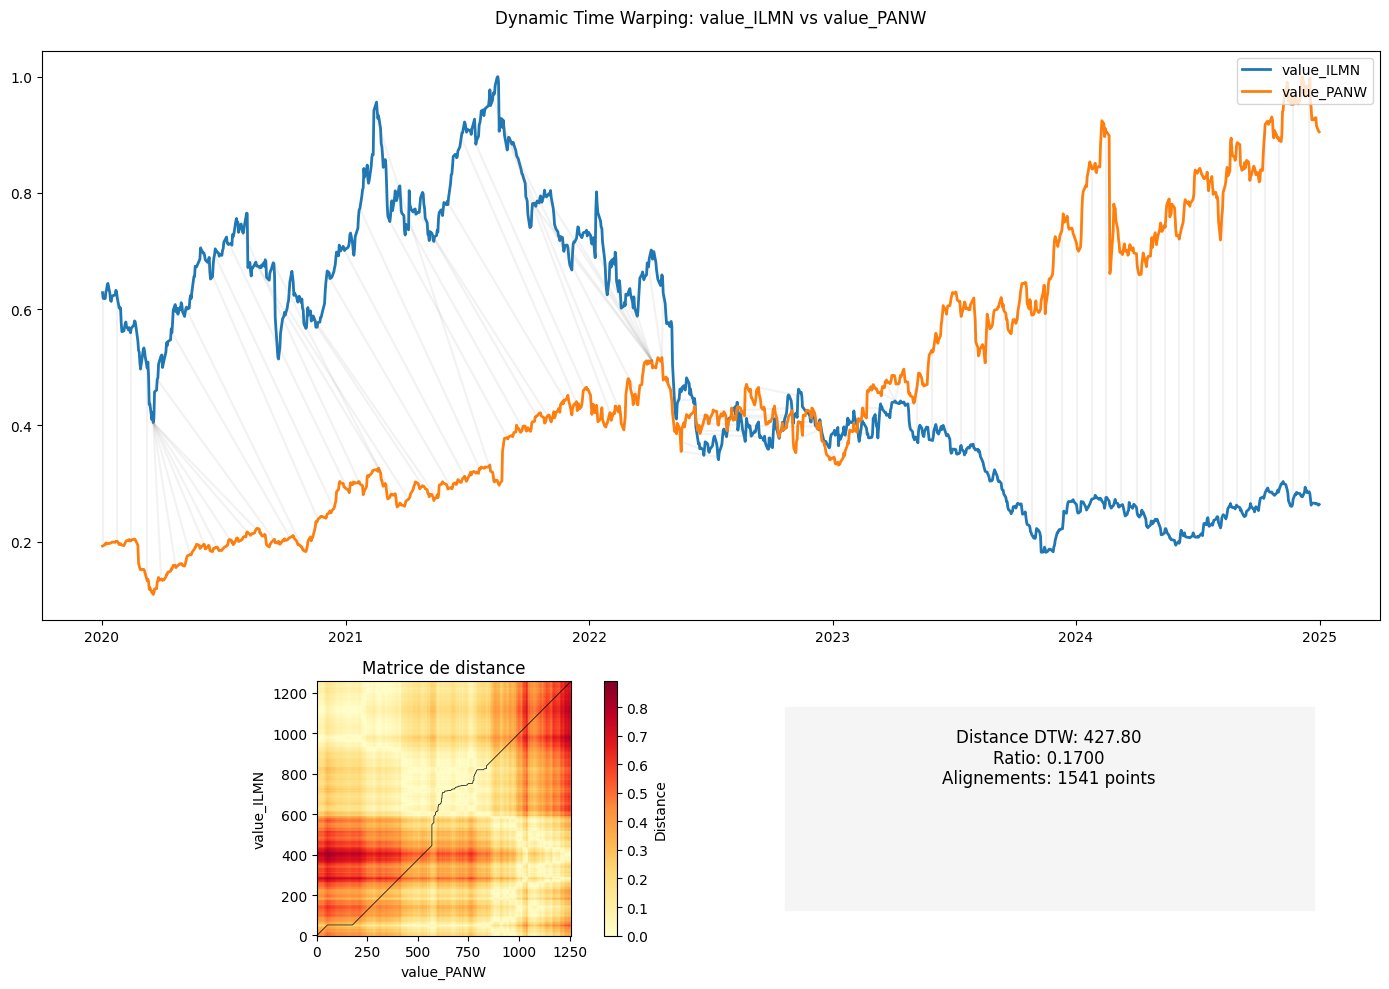 Dynamic Time Warping: value_ILMN vs value_PANW
value_ILMN
value_PANW
1.0
0.8
0.6
0.4
0.2
2020 2021 2022 2023 2024 2025
Matrice de distance
value_ILMN
1200
1000
800
600
400
200
0
0 250 500 750 1000 1250
value_PANW
0.8
0.7
0.6
0.5
0.4
0.3
0.2
0.1
0.0
Distance
Distance DTW: 427.80
Ratio: 0.1700
Alignements: 1541 points